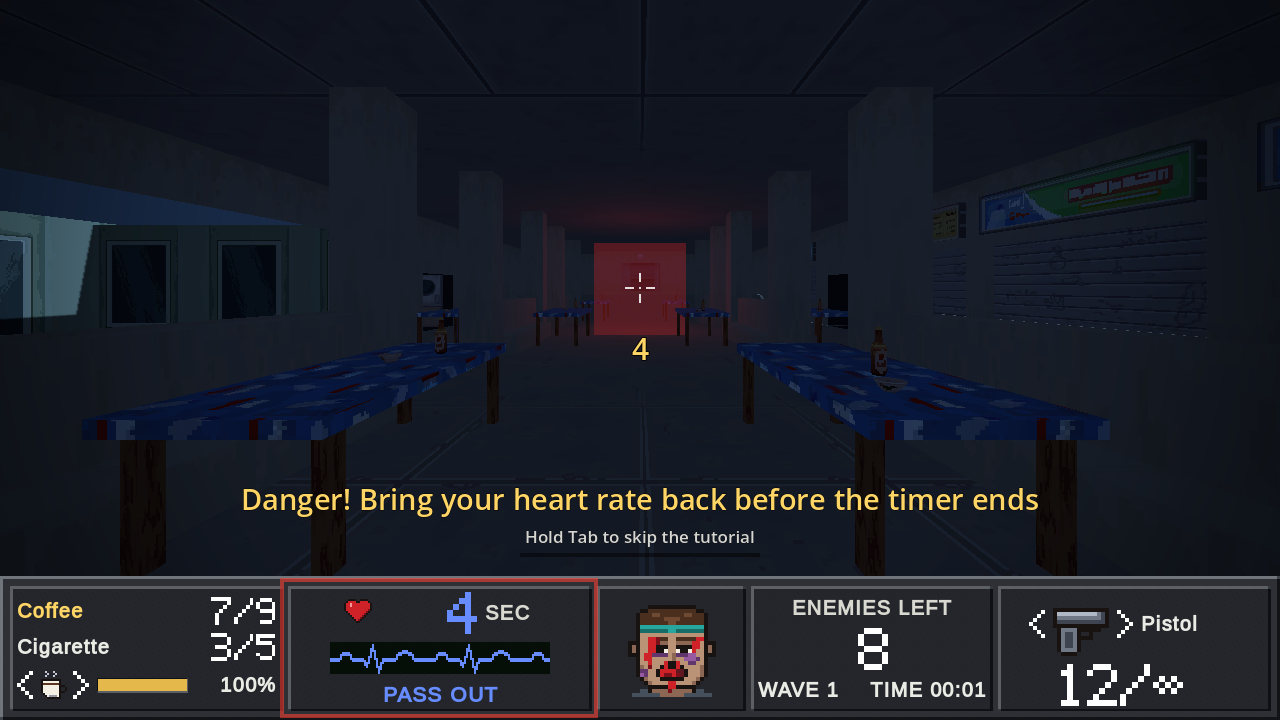 4
Danger! Bring your heart rate back before the timer ends
Hold Tab to skip the tutorial
Coffee 7/9
Cigarette 3/5
100%
4 SEC
PASS OUT
ENEMIES LEFT
8
WAVE 1 TIME 00:01
Pistol
12/∞